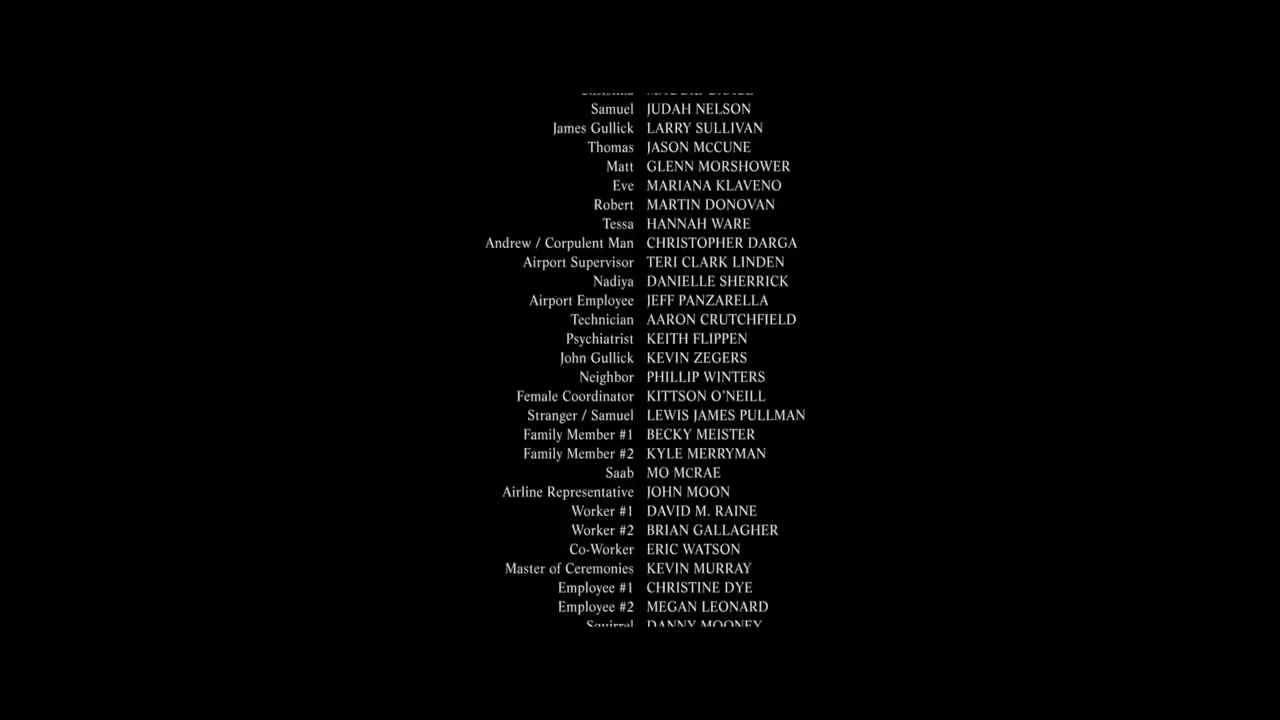 Samuel JUDAH NELSON
James Gullick LARRY SULLIVAN
Thomas JASON McCUNE
Matt GLENN MORSHOWER
Eve MARIANA KLAVENO
Robert MARTIN DONOVAN
Tessa HANNAH WARE
Andrew / Corpulent Man CHRISTOPHER DARGA
Airport Supervisor TERI CLARK LINDEN
Nadiya DANIELLE SHERRICK
Airport Employee JEFF PANZARELLA
Technician AARON CRUTCHFIELD
Psychiatrist KEITH FLIPPEN
John Gullick KEVIN ZEGERS
Neighbor PHILLIP WINTERS
Female Coordinator KITTSON O'NEILL
Stranger / Samuel LEWIS JAMES PULLMAN
Family Member #1 BECKY MEISTER
Family Member #2 KYLE MERRYMAN
Saab MO McRAE
Airline Representative JOHN MOON
Worker #1 DAVID M. RAINE
Worker #2 BRIAN GALLAGHER
Co-Worker ERIC WATSON
Master of Ceremonies KEVIN MURRAY
Employee #1 CHRISTINE DYE
Employee #2 MEGAN LEONARD
Squirrel DANNY MOONEY